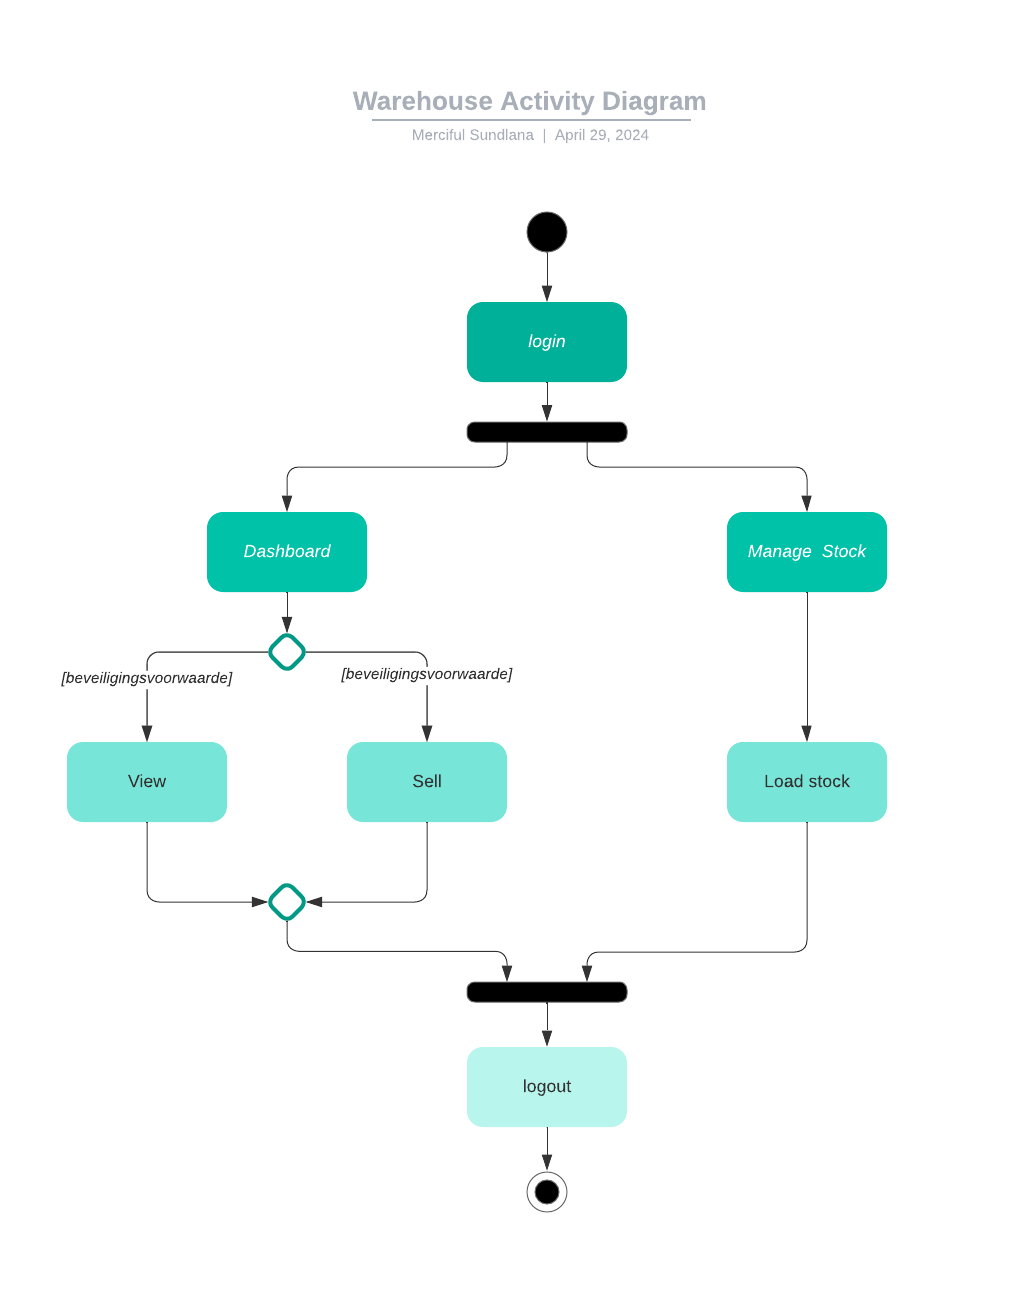 Warehouse Activity Diagram
Merciful Sundlana | April 29, 2024
login
Dashboard
Manage Stock
[beveiligingsvoorwaarde]
[beveiligingsvoorwaarde]
View
Sell
Load stock
logout